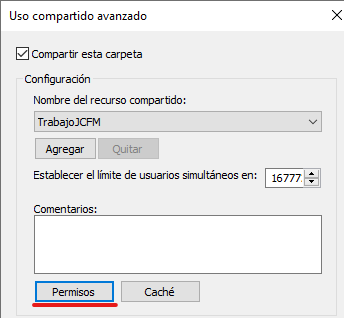 Uso compartido avanzado
Compartir esta carpeta
Configuración
Nombre del recurso compartido:
TrabajoJCFM
Agregar Quitar
Establecer el límite de usuarios simultáneos en: 16777
Comentarios:
Permisos Caché